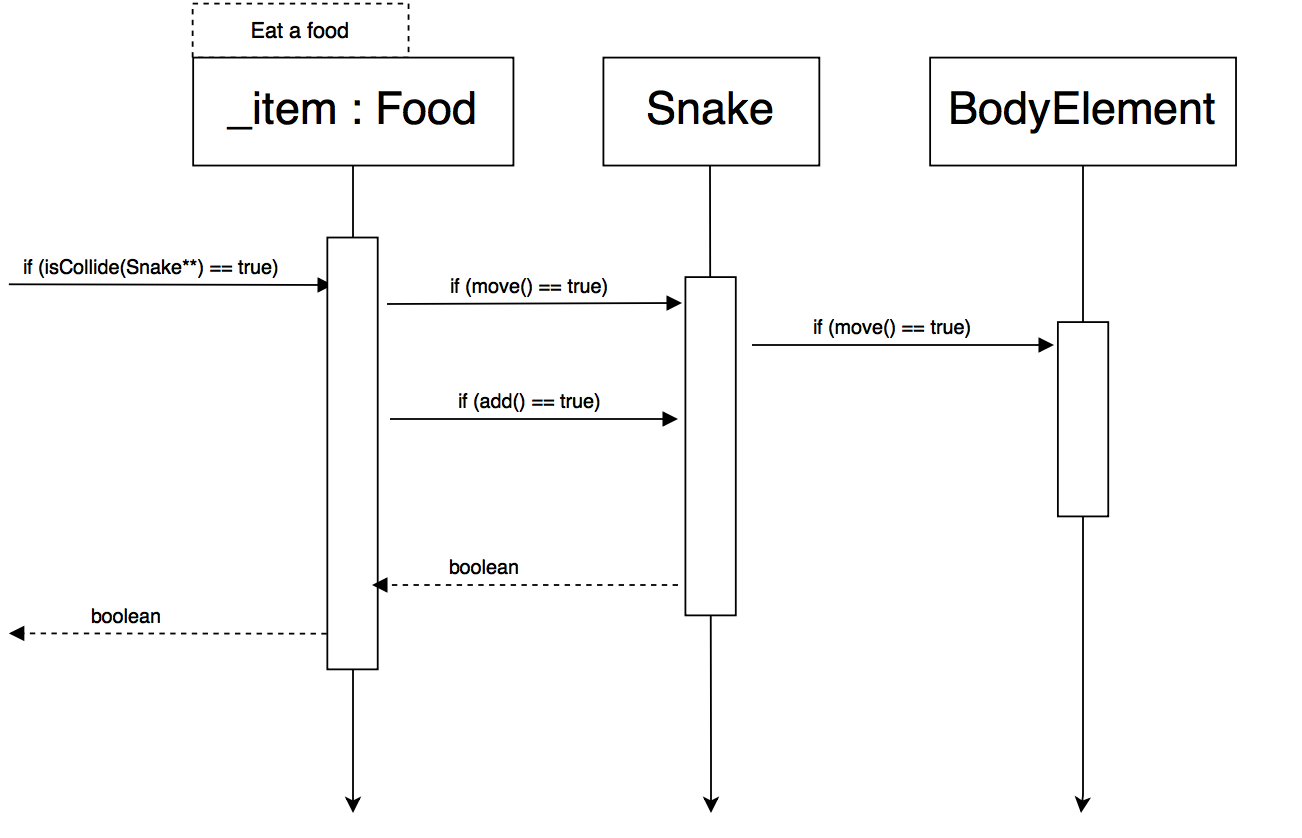 Eat a food
_item : Food
Snake
BodyElement
if (isCollide(Snake**) == true)
if (move() == true)
if (move() == true)
if (add() == true)
boolean
boolean